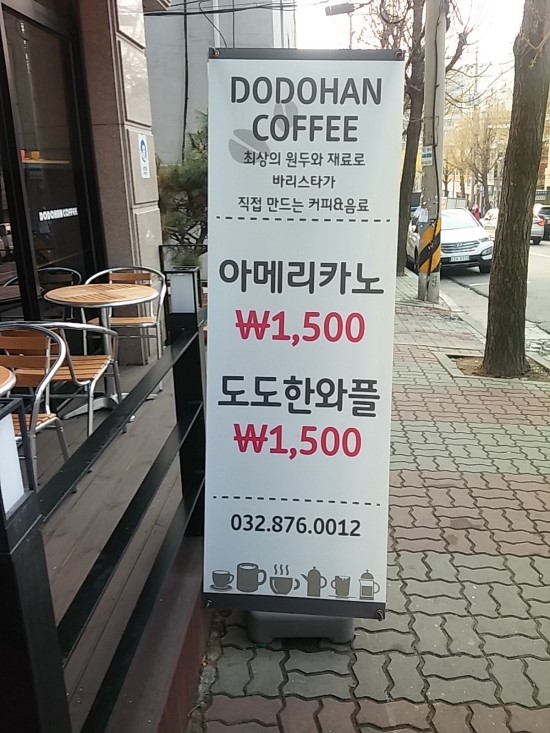 DODOHAN
COFFEE
최상의 원두와 재료로
바리스타가
직접 만드는 커피&음료
아메리카노
₩1,500
도도한와플
₩1,500
032.876.0012
DODOHAN COFFEE